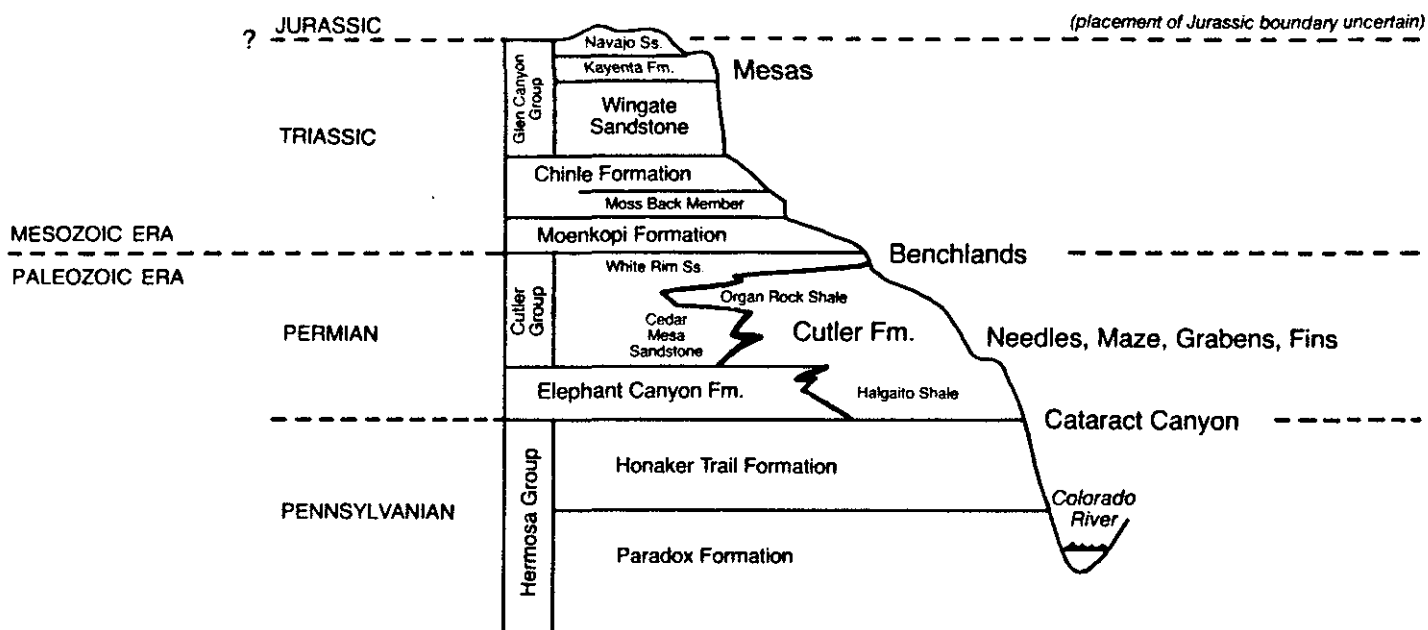 JURASSIC
(placement of Jurassic boundary uncertain)
?
Navajo Ss.
Kayenta Fm.
Mesas
Glen Canyon
Group
Wingate
Sandstone
TRIASSIC
Chinle Formation
Moss Back Member
MESOZOIC ERA
Moenkopi Formation
Benchlands
PALEOZOIC ERA
White Rim Ss.
Organ Rock Shale
Cutler
Group
Cedar
Mesa
Sandstone
Cutler Fm.
PERMIAN
Needles, Maze, Grabens, Fins
Elephant Canyon Fm.
Halgaito Shale
Cataract Canyon
Hermosa Group
Honaker Trail Formation
PENNSYLVANIAN
Colorado
River
Paradox Formation